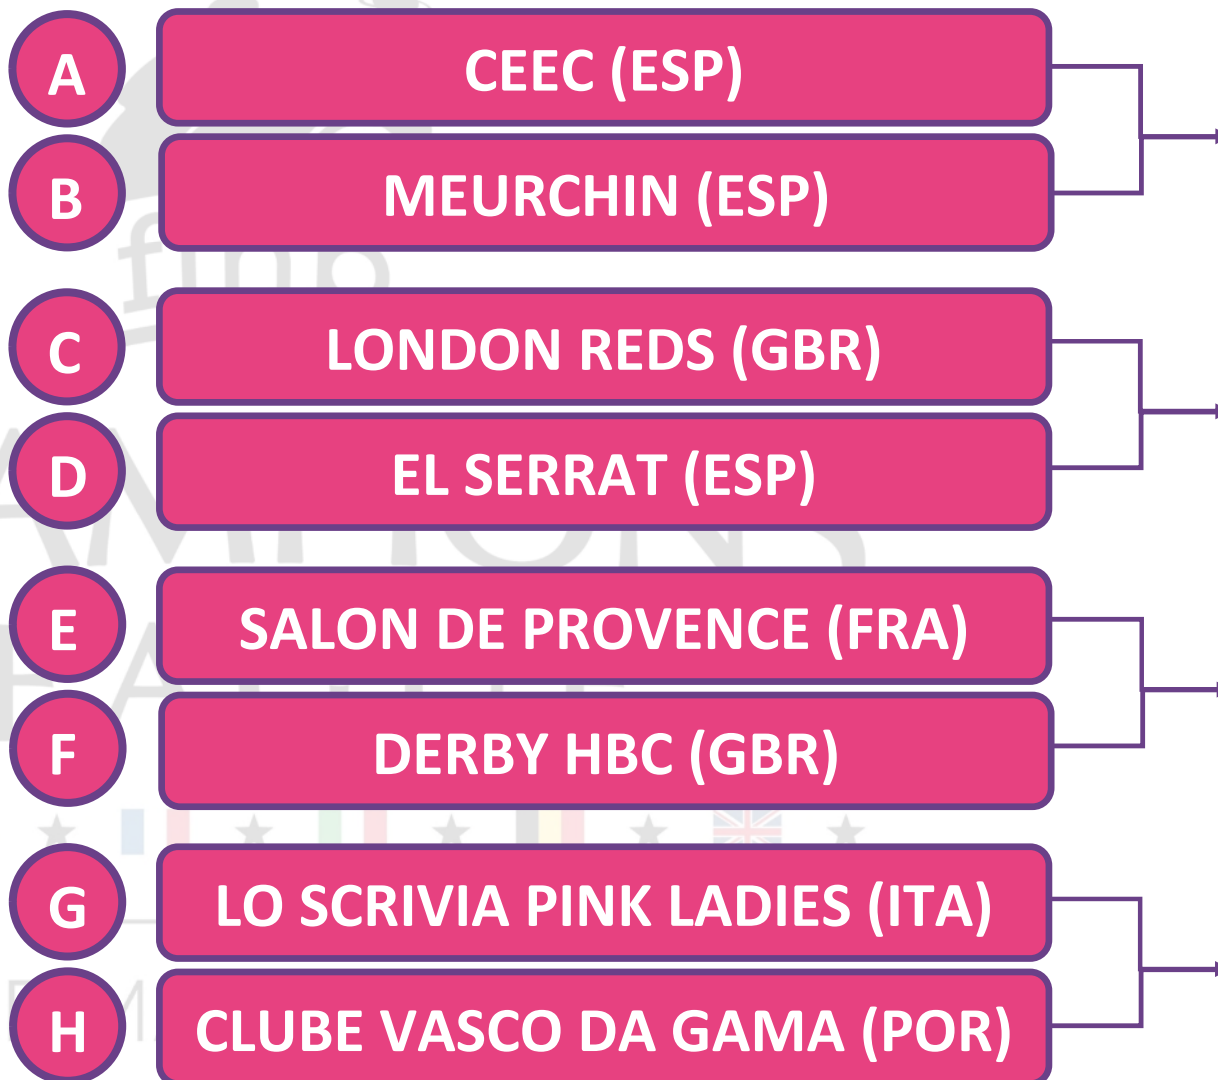 A
CEEC (ESP)
B
MEURCHIN (ESP)
C
LONDON REDS (GBR)
D
EL SERRAT (ESP)
E
SALON DE PROVENCE (FRA)
F
DERBY HBC (GBR)
G
LO SCRIVIA PINK LADIES (ITA)
H
CLUBE VASCO DA GAMA (POR)